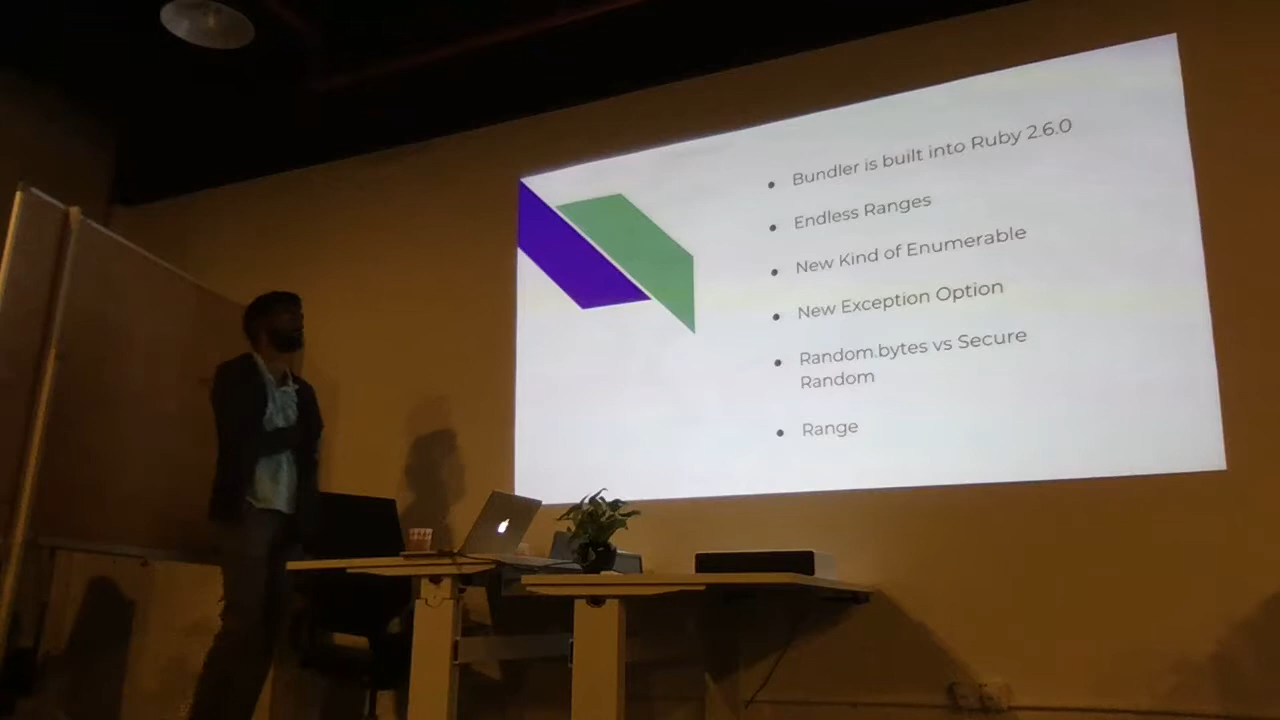 • Bundler is built into Ruby 2.6.0
• Endless Ranges
• New Kind of Enumerable
• New Exception Option
• Random.bytes vs Secure
Random
• Range